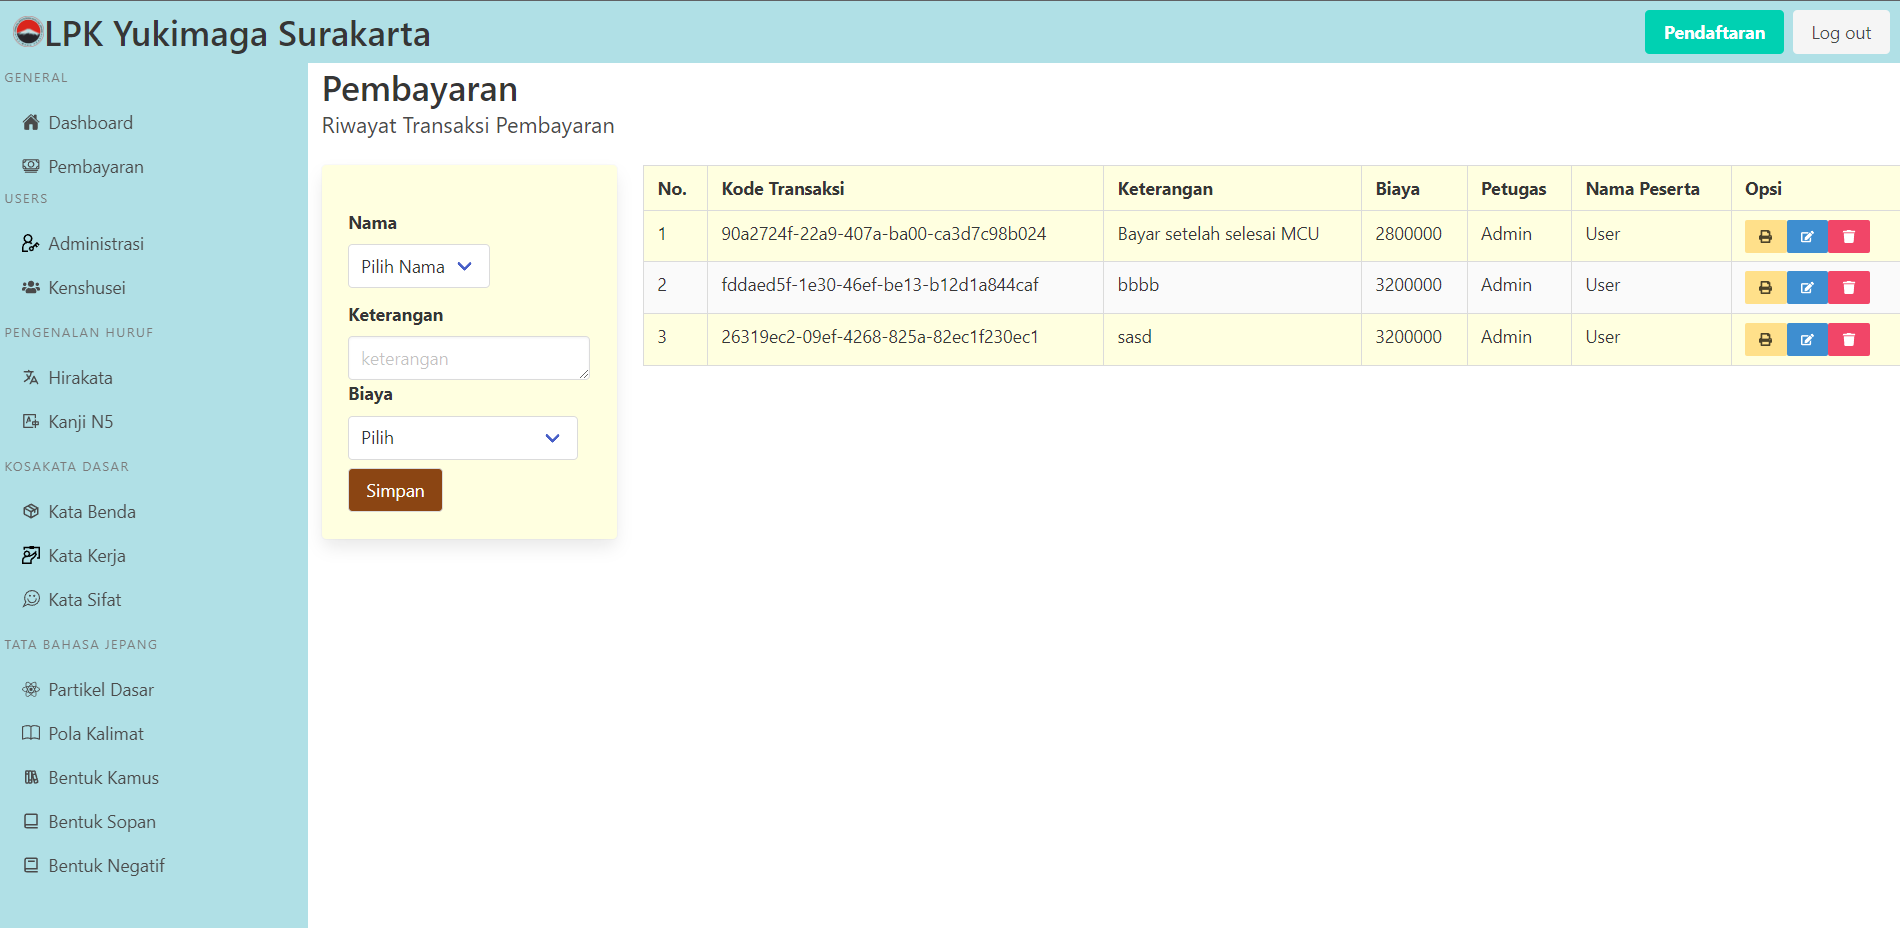 LPK Yukimaga Surakarta
Pendaftaran
Log out
GENERAL
Dashboard
Pembayaran
USERS
Administrasi
Kenshusei
PENGENALAN HURUF
Hirakata
Kanji N5
KOSAKATA DASAR
Kata Benda
Kata Kerja
Kata Sifat
TATA BAHASA JEPANG
Partikel Dasar
Pola Kalimat
Bentuk Kamus
Bentuk Sopan
Bentuk Negatif
Pembayaran
Riwayat Transaksi Pembayaran
Nama
Pilih Nama
Keterangan
keterangan
Biaya
Pilih
Simpan
No. Kode Transaksi Keterangan Biaya Petugas Nama Peserta Opsi
1 90a2724f-22a9-407a-ba00-ca3d7c98b024 Bayar setelah selesai MCU 2800000 Admin User
2 fddaed5f-1e30-46ef-be13-b12d1a844caf bbbb 3200000 Admin User
3 26319ec2-09ef-4268-825a-82ec1f230ec1 sasd 3200000 Admin User